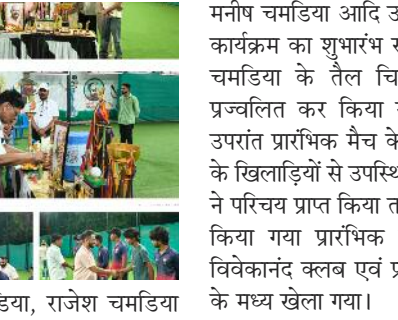 डिया, राजेश चमडिया
मनीष चमडिया आदि उ
कार्यक्रम का शुभारंभ स
चमडिया के तैल चि
प्रज्वलित कर किया
उपरांत प्रारंभिक मैच के
के खिलाड़ियों से उपस्थि
ने परिचय प्राप्त किया त
किया गया प्रारंभिक
विवेकानंद क्लब एवं प्र
के मध्य खेला गया।